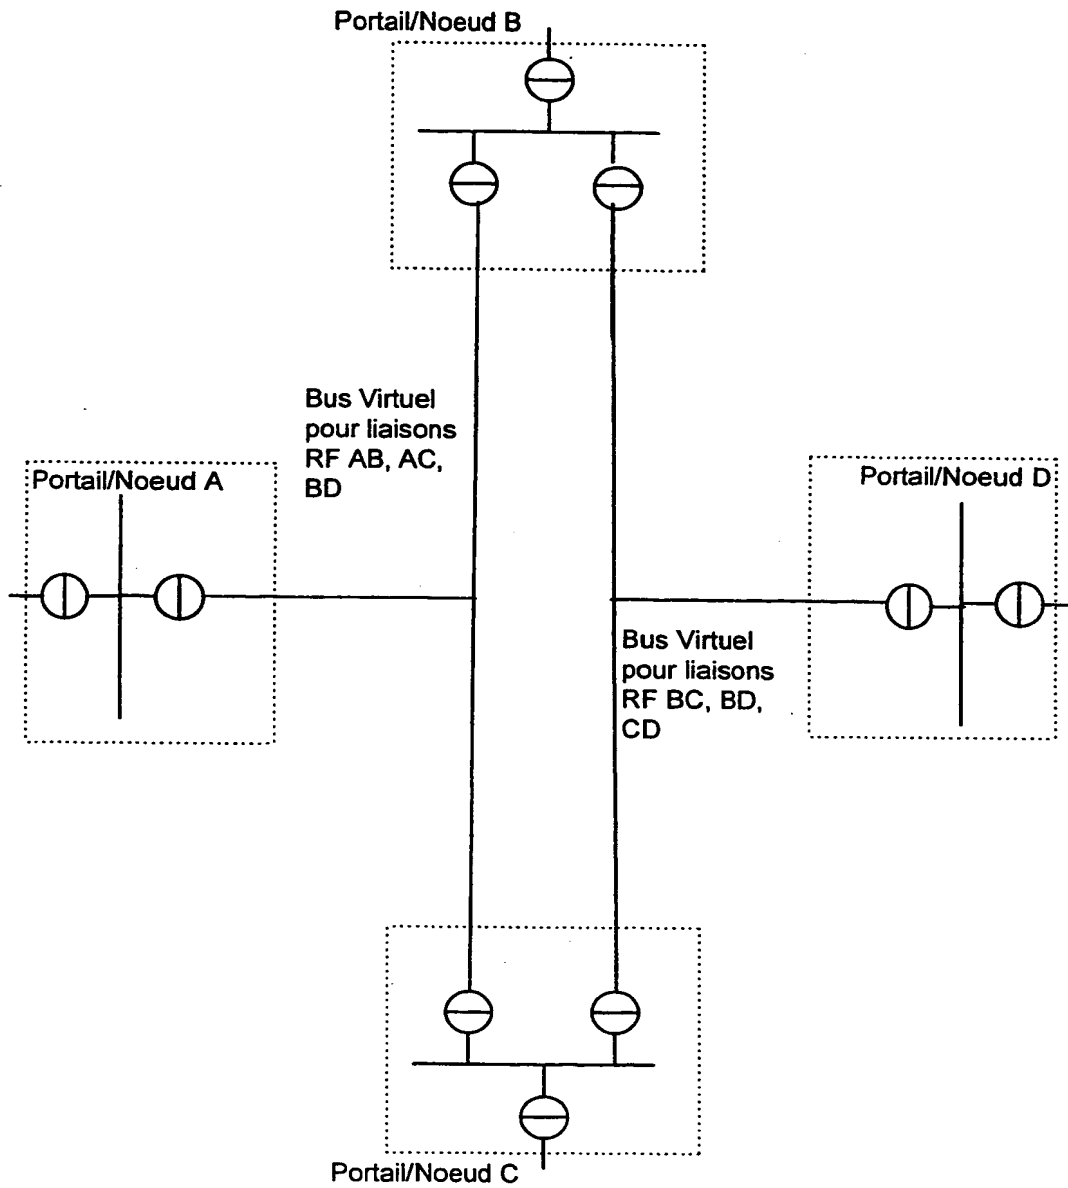 Portail/Noeud B
Bus Virtuel
pour liaisons
RF AB, AC,
BD
Portail/Noeud A
Portail/Noeud D
Bus Virtuel
pour liaisons
RF BC, BD,
CD
Portail/Noeud C